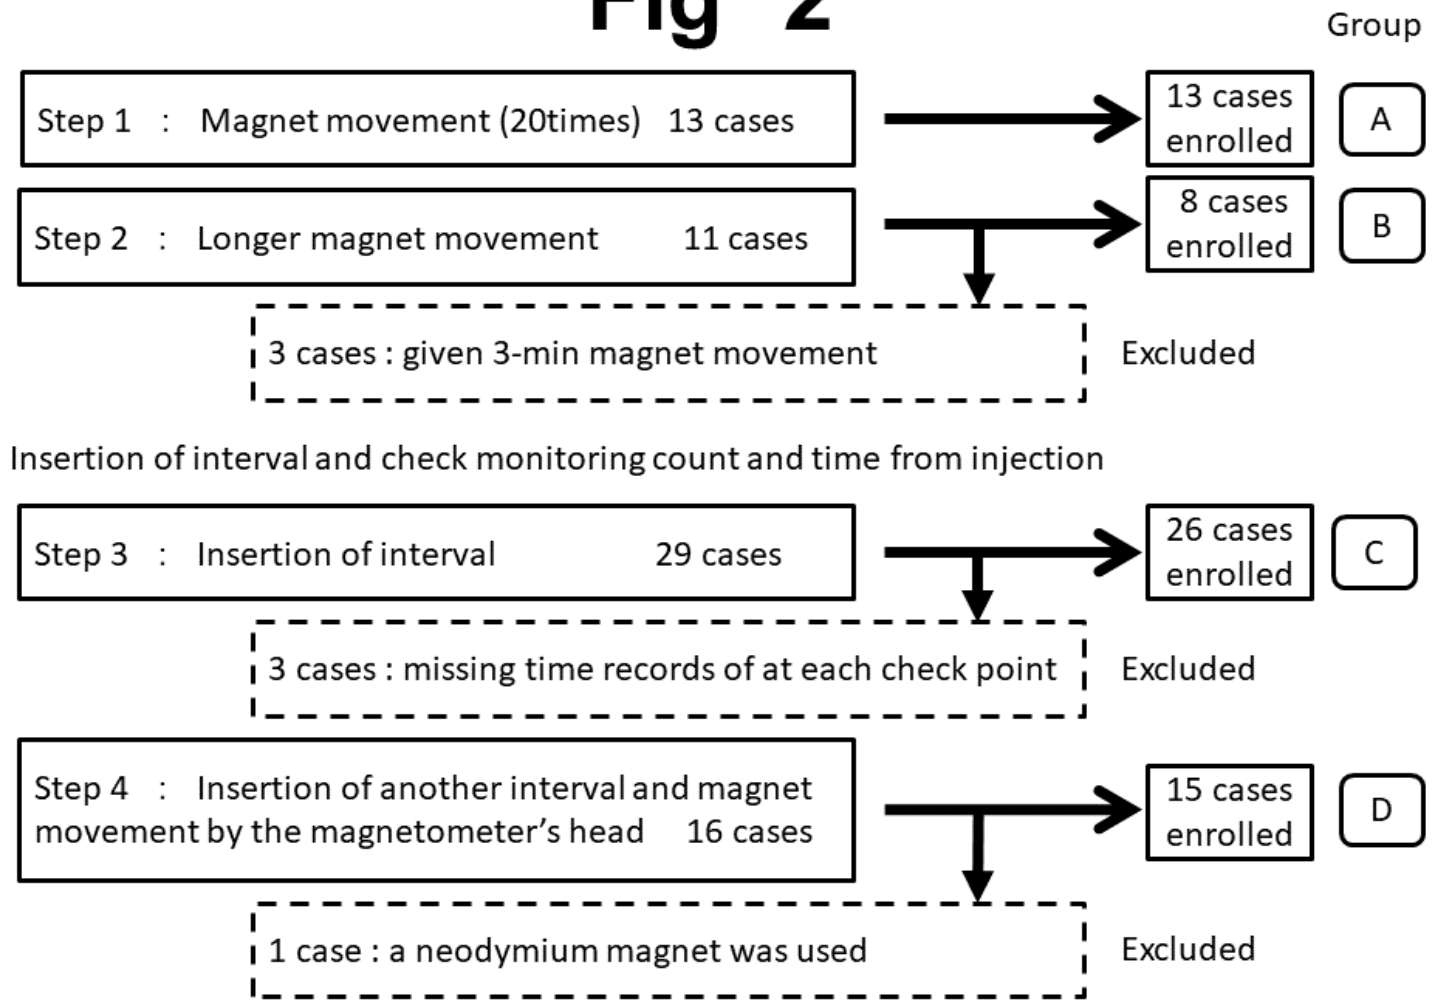 Fig 2
Group
Step 1 : Magnet movement (20times) 13 cases
13 cases
enrolled
A
Step 2 : Longer magnet movement 11 cases
8 cases
enrolled
B
3 cases : given 3-min magnet movement
Excluded
Insertion of interval and check monitoring count and time from injection
Step 3 : Insertion of interval 29 cases
26 cases
enrolled
C
3 cases : missing time records of at each check point
Excluded
Step 4 : Insertion of another interval and magnet
movement by the magnetometer’s head 16 cases
15 cases
enrolled
D
1 case : a neodymium magnet was used
Excluded